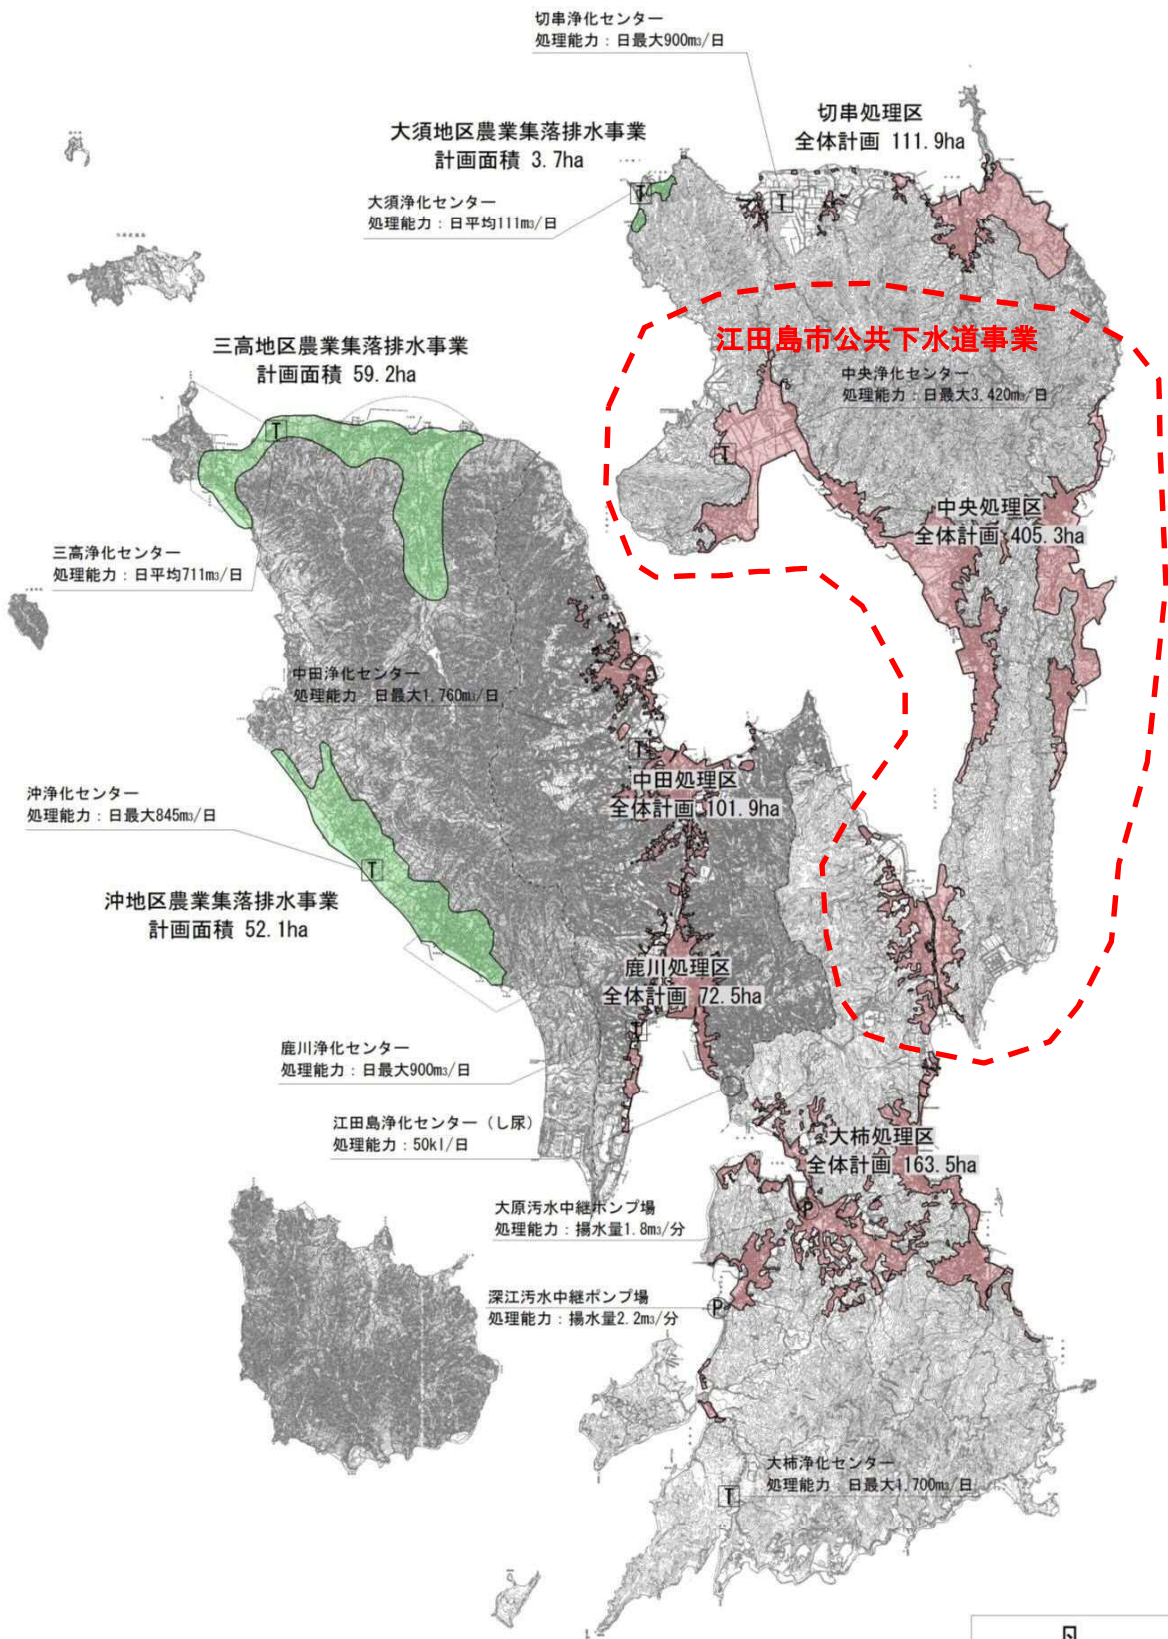 切串浄化センター
処理能力：日最大900m3/日
切串処理区
全体計画 111.9ha
大須地区農業集落排水事業
計画面積 3.7ha
大須浄化センター
処理能力：日平均111m3/日
T
T
江田島市公共下水道事業
中央浄化センター
処理能力：日最大3,420m3/日
三高地区農業集落排水事業
計画面積 59.2ha
T
T
中央処理区
全体計画 405.3ha
三高浄化センター
処理能力：日平均711m3/日
中田浄化センター
処理能力：日最大1,760m3/日
T
中田処理区
全体計画 101.9ha
沖浄化センター
処理能力：日最大845m3/日
T
沖地区農業集落排水事業
計画面積 52.1ha
鹿川処理区
全体計画 72.5ha
T
鹿川浄化センター
処理能力：日最大900m3/日
江田島浄化センター（し尿）
処理能力：50kl/日
大柿処理区
全体計画 163.5ha
大原汚水中継ポンプ場
処理能力：揚水量1.8m3/分
P
深江汚水中継ポンプ場
処理能力：揚水量2.2m3/分
P
大柿浄化センター
処理能力：日最大1,700m3/日
T